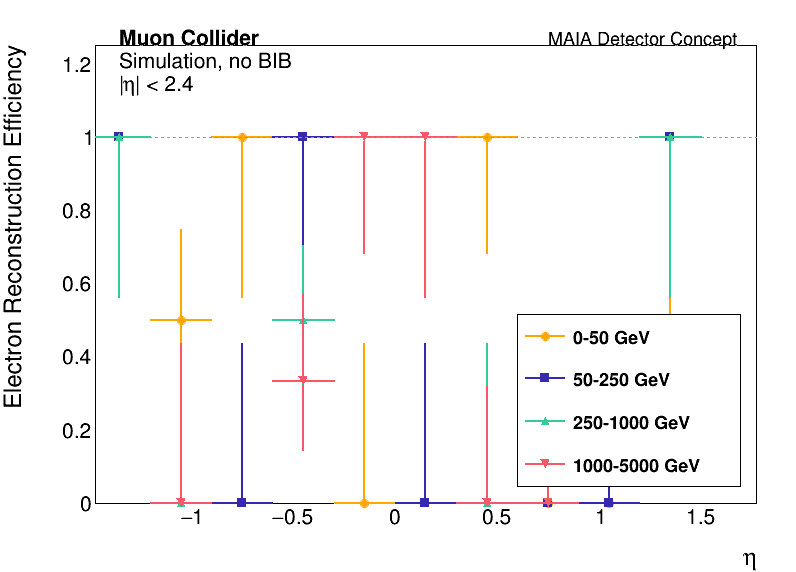 Muon Collider
MAIA Detector Concept
Simulation, no BIB
|η| < 2.4
Electron Reconstruction Efficiency
1.2
1
0.8
0.6
0.4
0.2
0
0-50 GeV
50-250 GeV
250-1000 GeV
1000-5000 GeV
−1 −0.5 0 0.5 1 1.5
η